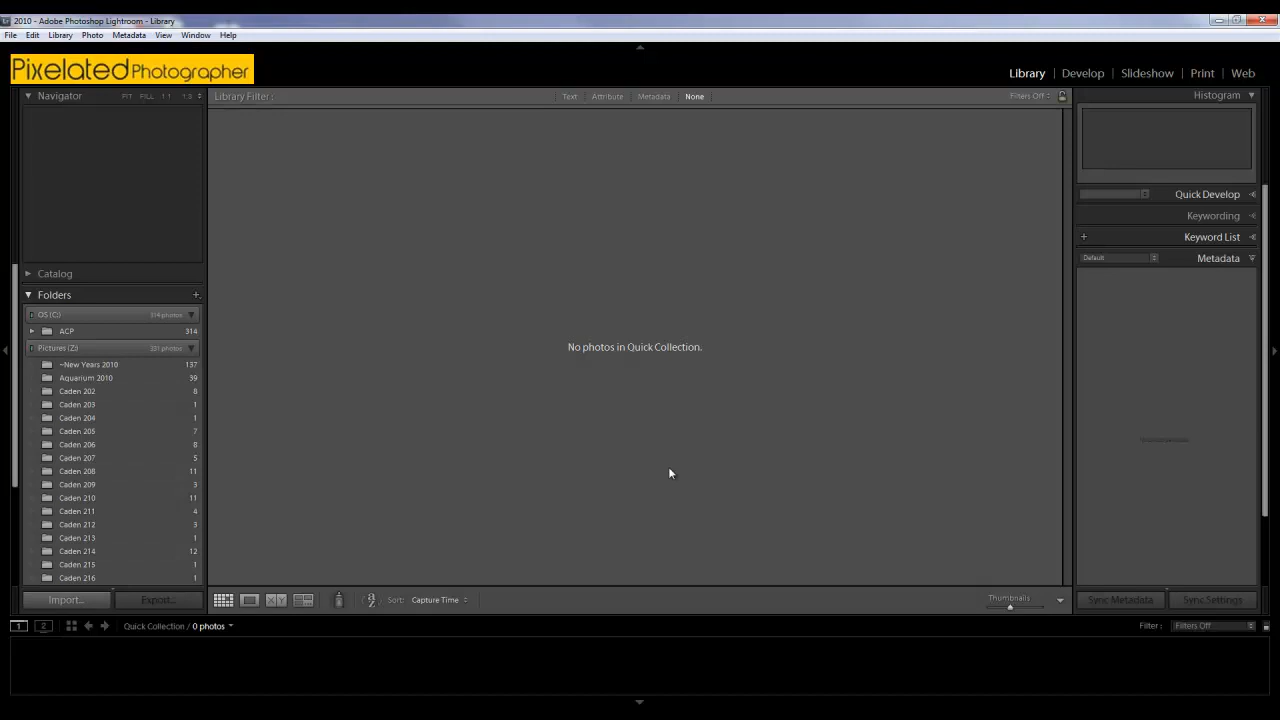 2010 - Adobe Photoshop Lightroom - Library
File Edit Library Photo Metadata View Window Help
Pixelated Photographer
Library | Develop | Slideshow | Print | Web
Navigator FIT FILL 1:1 1:3
Library Filter : Text Attribute Metadata None Filters Off
Histogram
Quick Develop
Keywording
Keyword List
Default Metadata
Catalog
Folders
OS (C:) 314 photos
ACP 314
Pictures (Z:) 331 photos
~New Years 2010 137
Aquarium 2010 39
Caden 202 8
Caden 203 1
Caden 204 1
Caden 205 7
Caden 206 8
Caden 207 5
Caden 208 11
Caden 209 3
Caden 210 11
Caden 211 4
Caden 212 3
Caden 213 1
Caden 214 12
Caden 215 1
Caden 216 1
No photos in Quick Collection.
Import... Export...
Sort: Capture Time
Thumbnails
Sync Metadata Sync Settings
1 2 Quick Collection / 0 photos
Filter : Filters Off